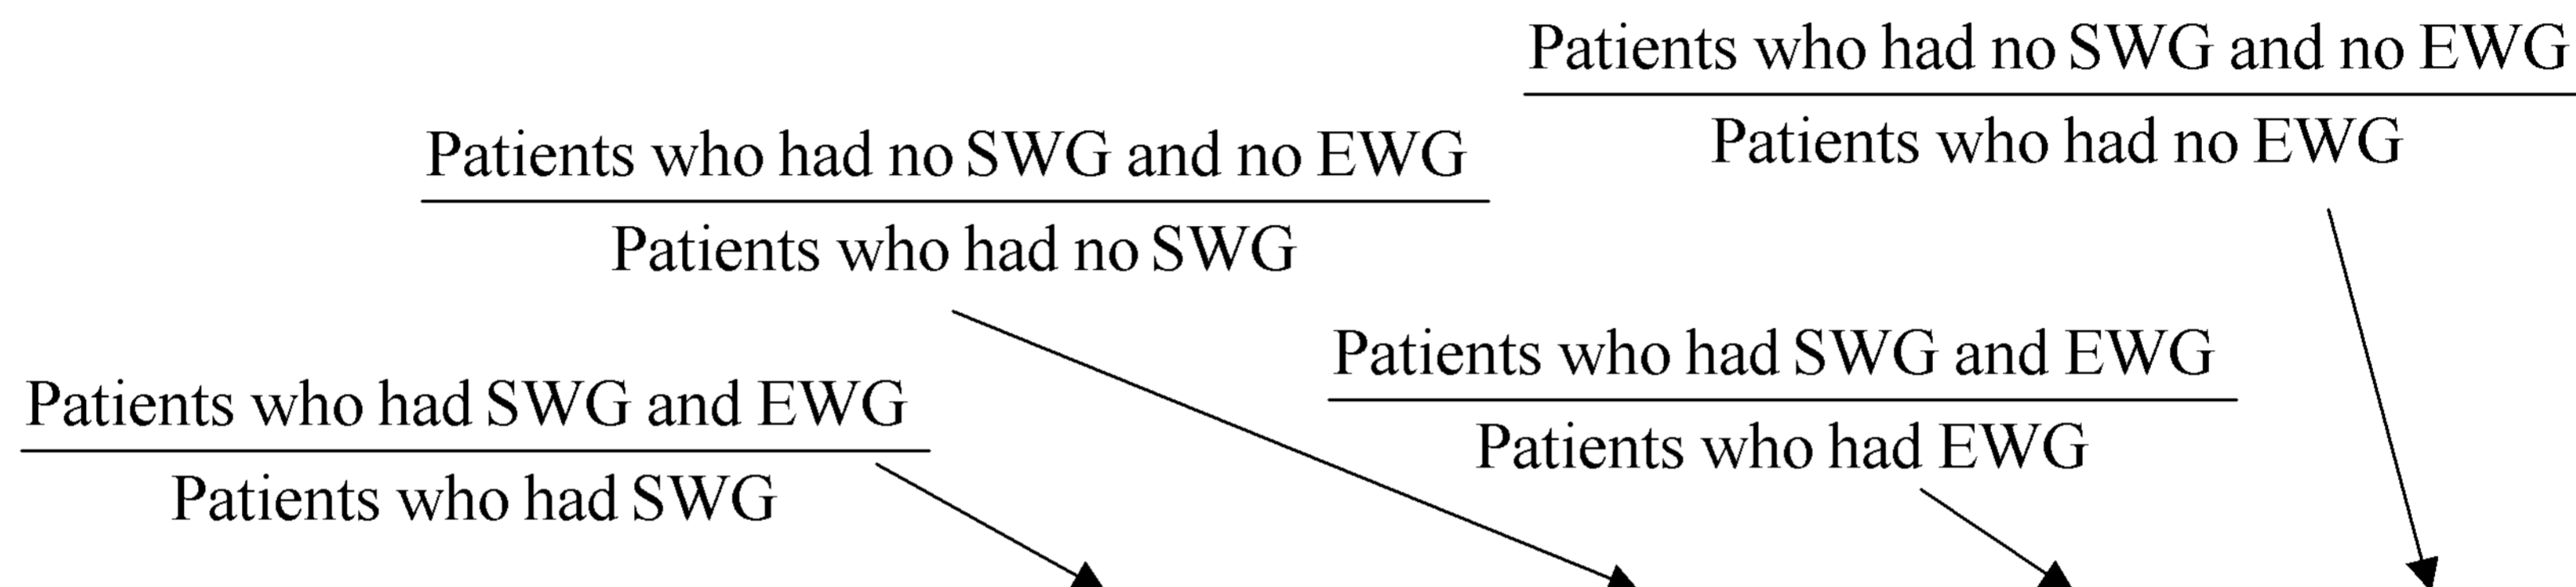 Patients who had no SWG and no EWG
Patients who had no EWG
Patients who had no SWG and no EWG
Patients who had no SWG
Patients who had SWG and EWG
Patients who had EWG
Patients who had SWG and EWG
Patients who had SWG